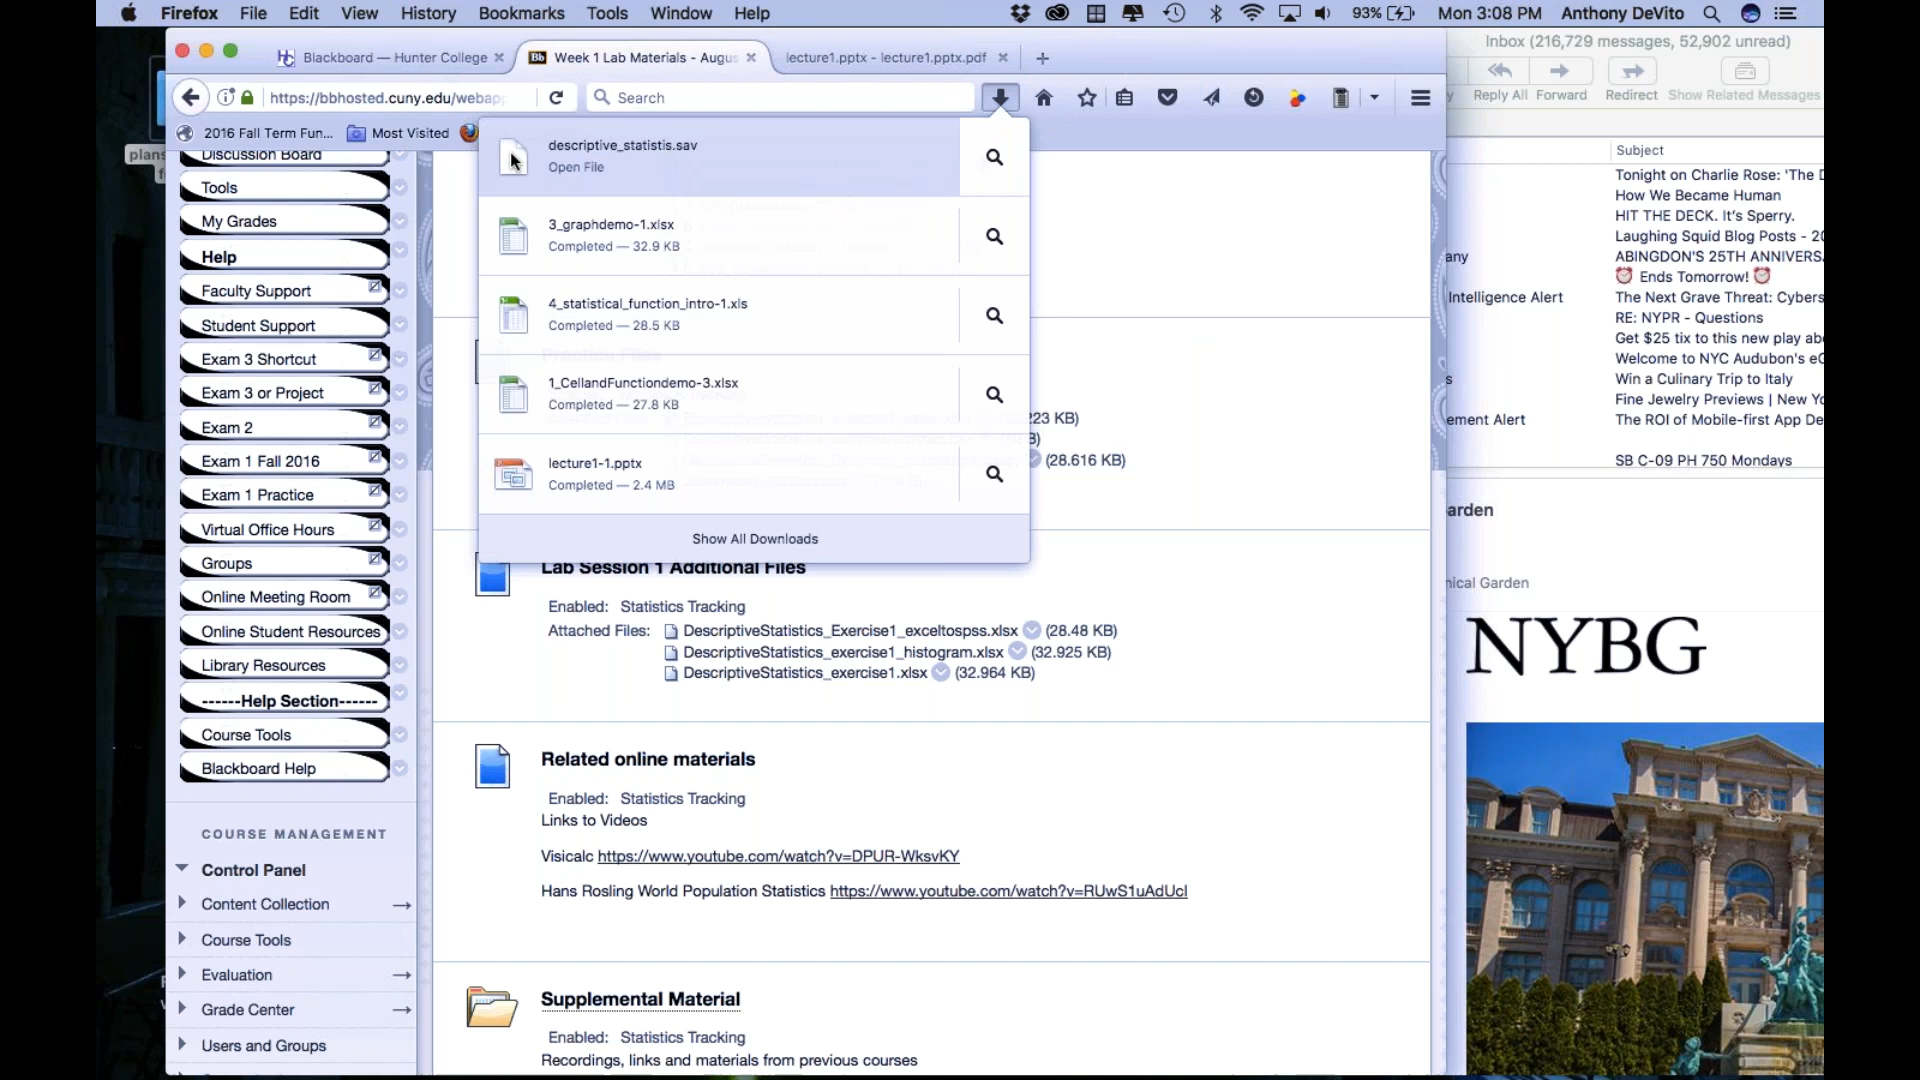 Firefox File Edit View History Bookmarks Tools Window Help 93% Mon 3:08 PM Anthony DeVito
Inbox (216,729 messages, 52,902 unread)
Blackboard — Hunter College
Week 1 Lab Materials - Augus
lecture1.pptx - lecture1.pptx.pdf
https://bbhosted.cuny.edu/webap
Search
y Reply All Forward Redirect Show Related Messages
2016 Fall Term Fun... Most Visited
plans
Discussion Board
Tools
My Grades
Help
Faculty Support
Student Support
Exam 3 Shortcut
Exam 3 or Project
Exam 2
Exam 1 Fall 2016
Exam 1 Practice
Virtual Office Hours
Groups
Online Meeting Room
Online Student Resources
Library Resources
------Help Section------
Course Tools
Blackboard Help
COURSE MANAGEMENT
Control Panel
Content Collection
Course Tools
Evaluation
Grade Center
Users and Groups
descriptive_statistis.sav
Open File
3_graphdemo-1.xlsx
Completed — 32.9 KB
4_statistical_function_intro-1.xls
Completed — 28.5 KB
Practice Files
1_CellandFunctiondemo-3.xlsx
Completed — 27.8 KB
lecture1-1.pptx
Completed — 2.4 MB
Show All Downloads
223 KB)
B)
(28.616 KB)
Lab Session 1 Additional Files
Enabled: Statistics Tracking
Attached Files: DescriptiveStatistics_Exercise1_exceltospss.xlsx (28.48 KB)
DescriptiveStatistics_exercise1_histogram.xlsx (32.925 KB)
DescriptiveStatistics_exercise1.xlsx (32.964 KB)
Related online materials
Enabled: Statistics Tracking
Links to Videos
Visicalc https://www.youtube.com/watch?v=DPUR-WksvKY
Hans Rosling World Population Statistics https://www.youtube.com/watch?v=RUwS1uAdUcI
Supplemental Material
Enabled: Statistics Tracking
Recordings, links and materials from previous courses
Subject
Tonight on Charlie Rose: 'The D
How We Became Human
HIT THE DECK. It's Sperry.
Laughing Squid Blog Posts - 20
any ABINGDON'S 25TH ANNIVERSA
⏰ Ends Tomorrow! ⏰
Intelligence Alert The Next Grave Threat: Cybers
RE: NYPR - Questions
Get $25 tix to this new play abo
Welcome to NYC Audubon's eG
s Win a Culinary Trip to Italy
Fine Jewelry Previews | New Yo
ement Alert The ROI of Mobile-first App De
SB C-09 PH 750 Mondays
arden
nical Garden
NYBG